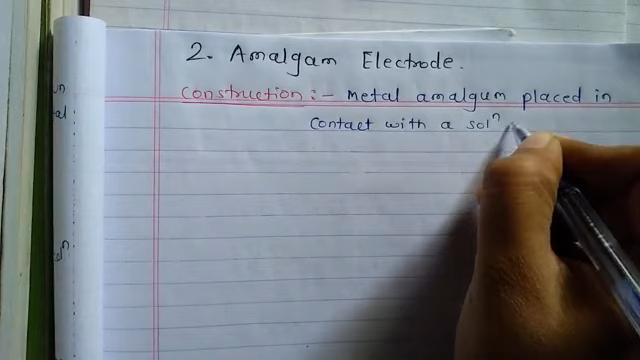 2. Amalgam Electrode.
Construction :- Metal amalgum placed in
Contact with a solⁿ